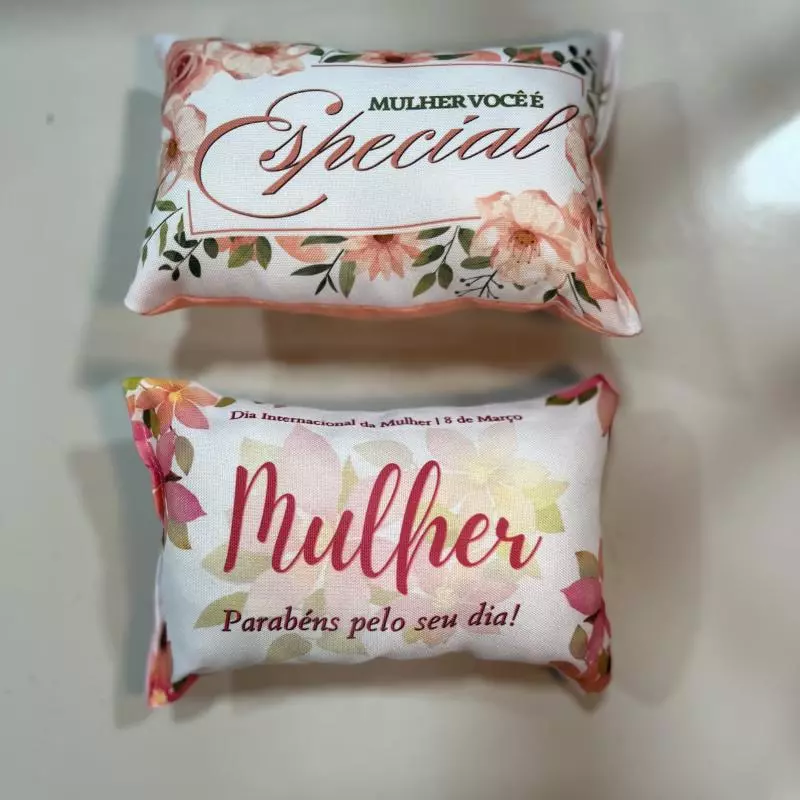 MULHER VOCÊ É
Especial
Dia Internacional da Mulher | 8 de Março
Mulher
Parabéns pelo seu dia!